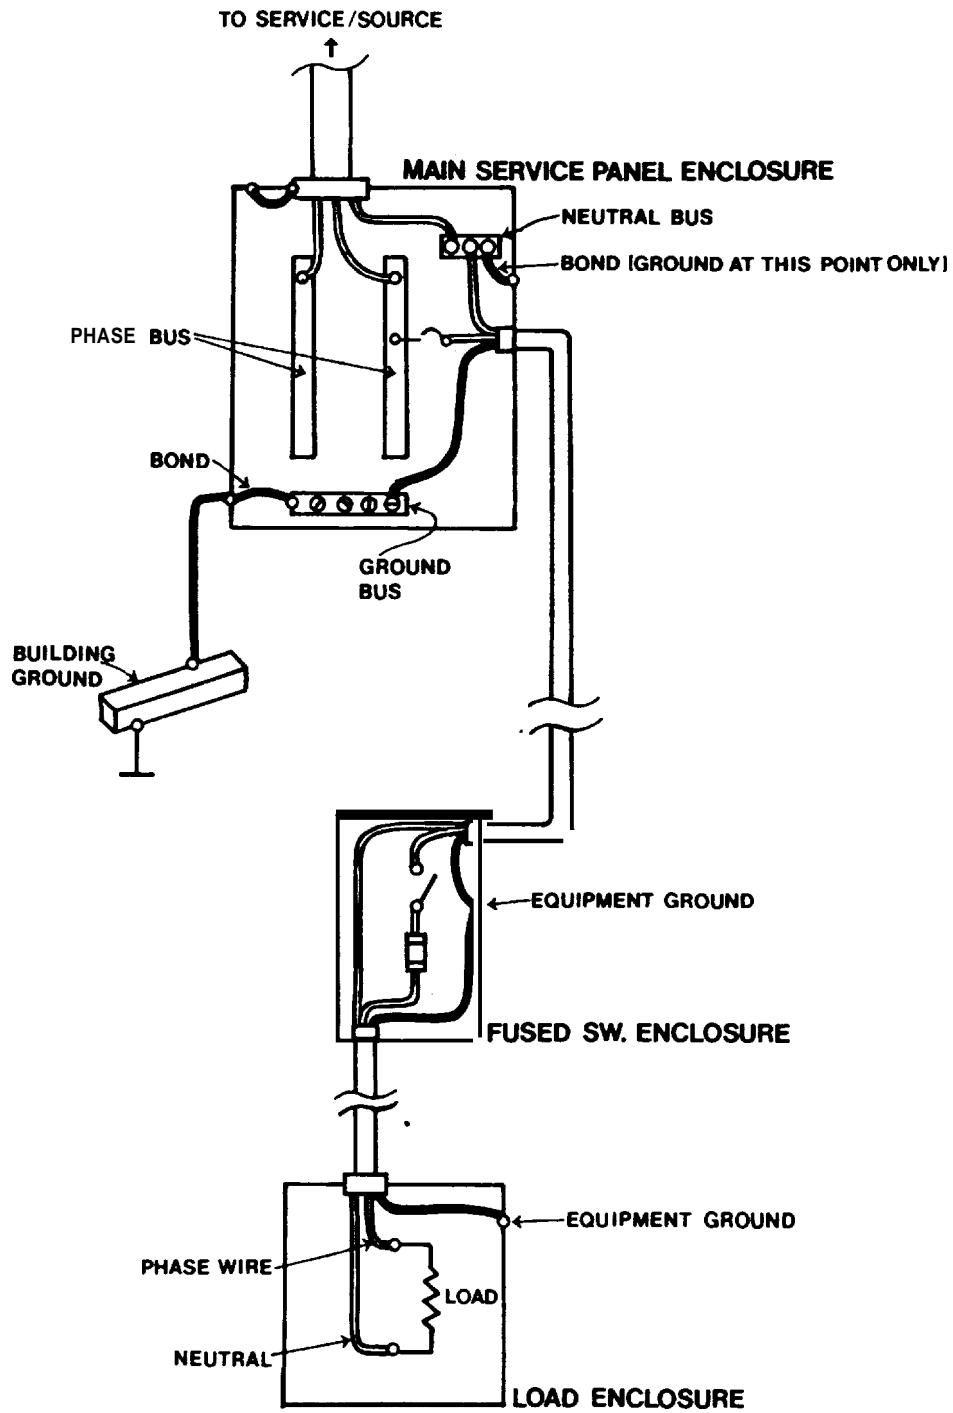 TO SERVICE/SOURCE
MAIN SERVICE PANEL ENCLOSURE
NEUTRAL BUS
BOND (GROUND AT THIS POINT ONLY)
PHASE BUS
BOND
GROUND
BUS
BUILDING
GROUND
EQUIPMENT GROUND
FUSED SW. ENCLOSURE
EQUIPMENT GROUND
PHASE WIRE
LOAD
NEUTRAL
LOAD ENCLOSURE